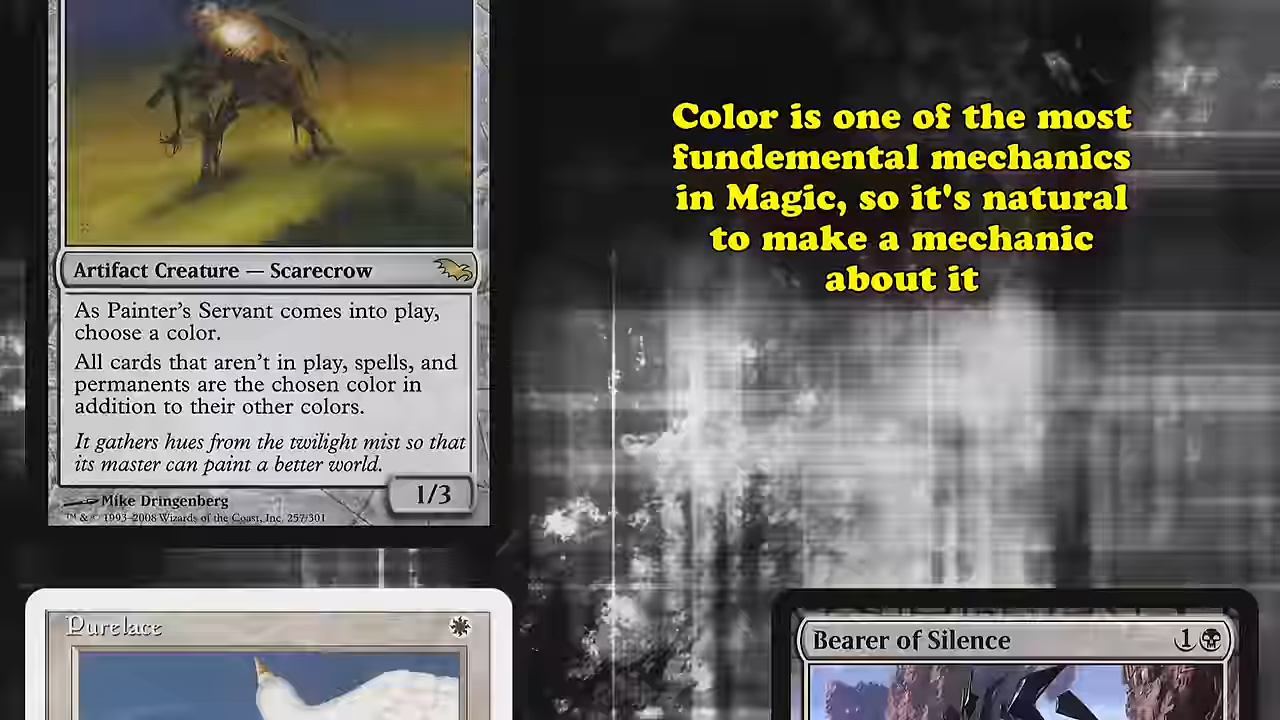 Color is one of the most
fundemental mechanics
in Magic, so it's natural
to make a mechanic
about it
Artifact Creature — Scarecrow
As Painter's Servant comes into play,
choose a color.
All cards that aren't in play, spells, and
permanents are the chosen color in
addition to their other colors.
It gathers hues from the twilight mist so that
its master can paint a better world.
1/3
Mike Dringenberg
™ & © 1993-2008 Wizards of the Coast, Inc. 257/301
Purelace
Bearer of Silence 1